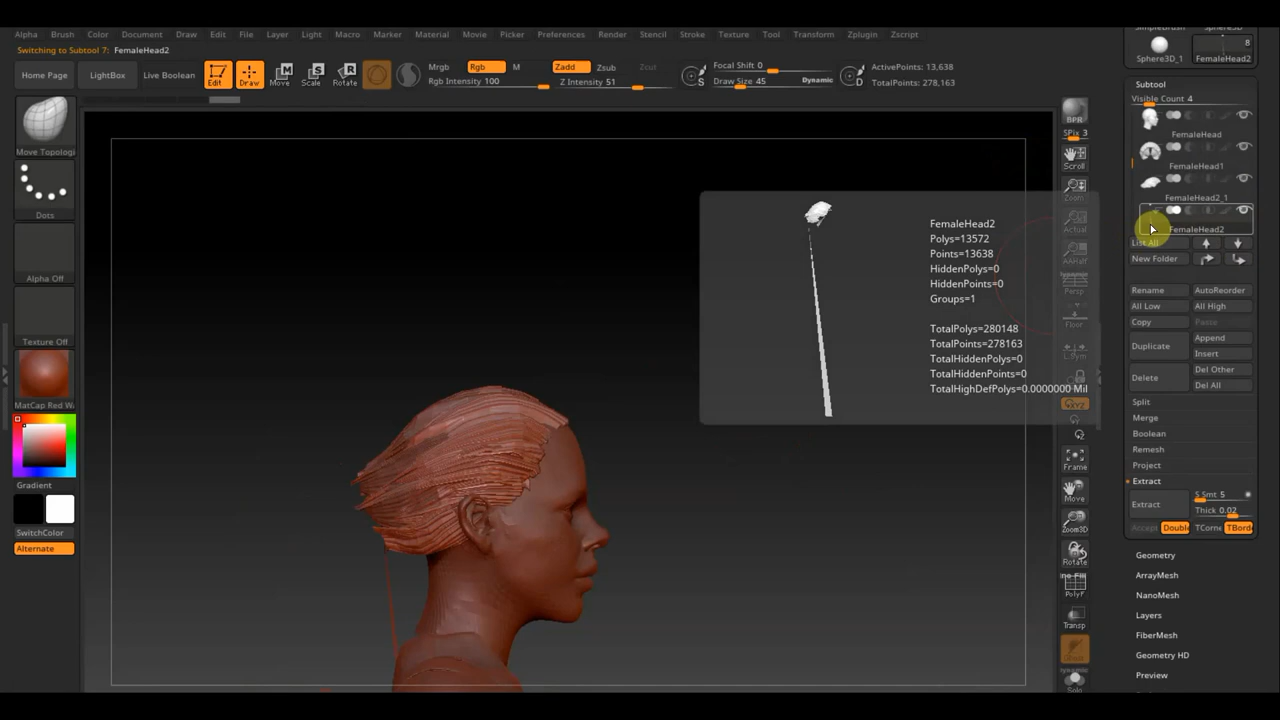 Alpha Brush Color Document Draw Edit File Layer Light Macro Marker Material Movie Picker Preferences Render Stencil Stroke Texture Tool Transform Zplugin Zscript
Switching to Subtool 7: FemaleHead2
Home Page LightBox Live Boolean Edit Draw Move Scale Rotate
Mrgb Rgb M Zadd Zsub Zcut
Rgb Intensity 100 Z Intensity 51
Focal Shift 0
Draw Size 45 Dynamic
ActivePoints: 13,638
TotalPoints: 278,163
Move Topologi
Dots
Alpha Off
Texture Off
MatCap Red W
Gradient
SwitchColor
Alternate
FemaleHead2
Polys=13572
Points=13638
HiddenPolys=0
HiddenPoints=0
Groups=1
TotalPolys=280148
TotalPoints=278163
TotalHiddenPolys=0
TotalHiddenPoints=0
TotalHighDefPolys=0.0000000 Mil
BPR
SPix 3
Scroll
Zoom
Actual
AAHalf
Persp
Floor
L.Sym
Frame
Move
Zoom3D
Rotate
PolyF
Transp
Solo
8
Sphere3D_1 FemaleHead2
Subtool
Visible Count 4
FemaleHead
FemaleHead1
FemaleHead2_1
FemaleHead2
List All
New Folder
Rename AutoReorder
All Low All High
Copy Paste
Duplicate Append
Insert
Delete Del Other
Del All
Split
Merge
Boolean
Remesh
Project
Extract
Extract S Smt 5
Thick 0.02
Accept Double TCorne TBord
Geometry
ArrayMesh
NanoMesh
Layers
FiberMesh
Geometry HD
Preview